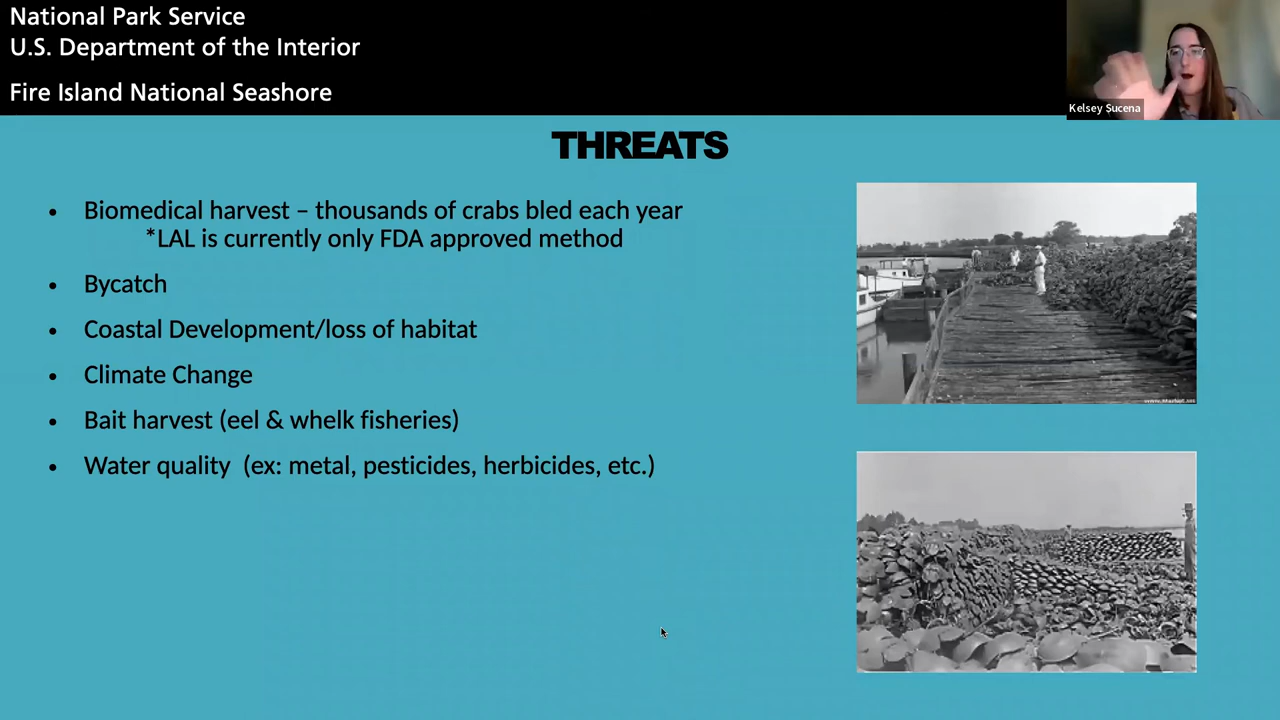 National Park Service
U.S. Department of the Interior
Fire Island National Seashore
Kelsey Sucena
THREATS
• Biomedical harvest – thousands of crabs bled each year
*LAL is currently only FDA approved method
• Bycatch
• Coastal Development/loss of habitat
• Climate Change
• Bait harvest (eel & whelk fisheries)
• Water quality (ex: metal, pesticides, herbicides, etc.)